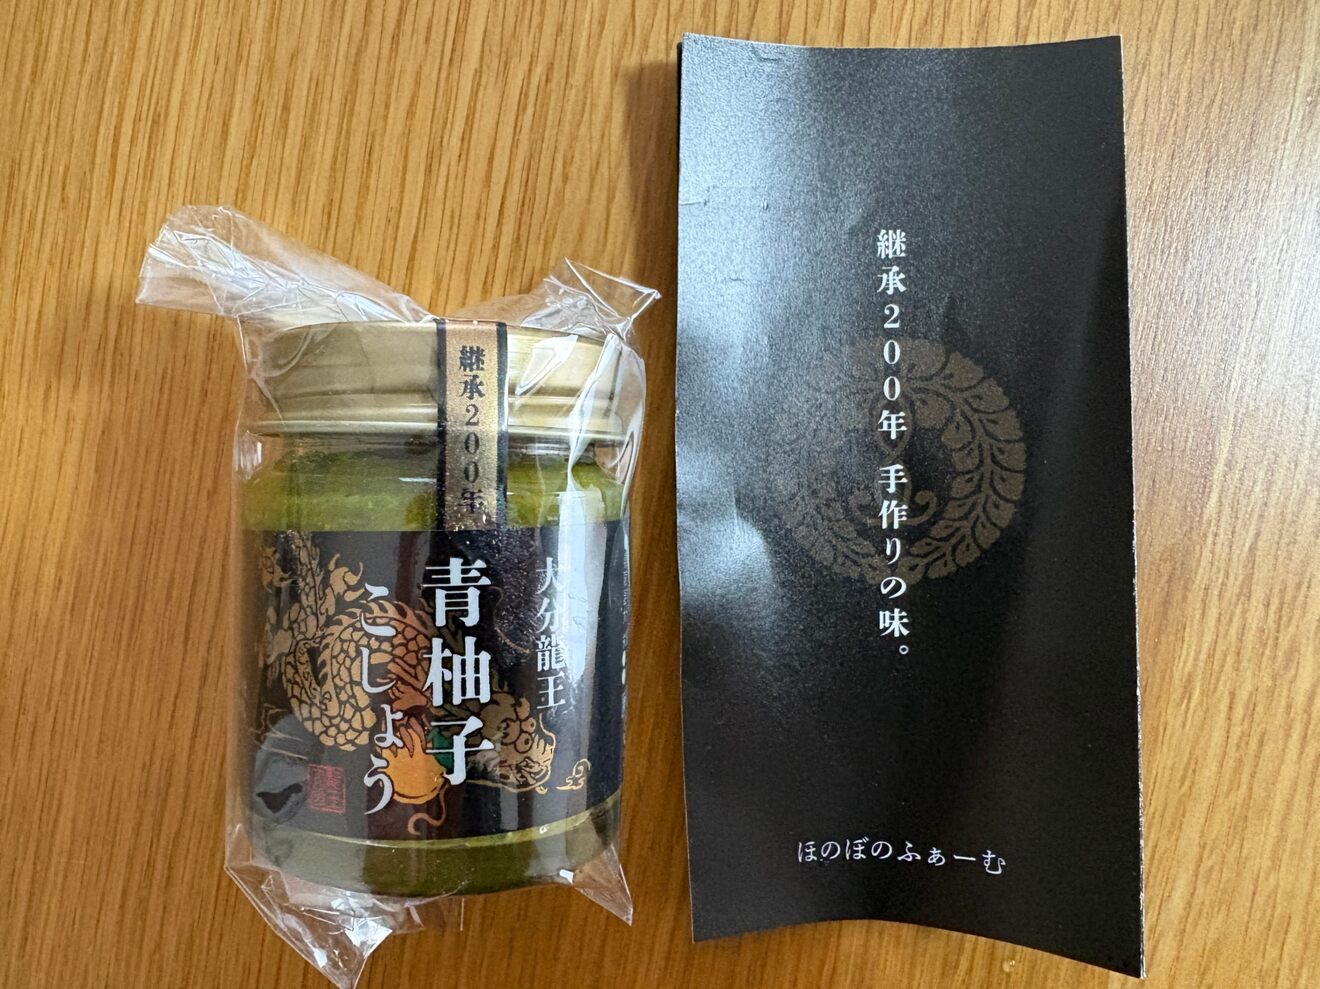 継承200年
大分龍王
青柚子
こしょう
継承200年 手作りの味。
ほのぼのふぁーむ